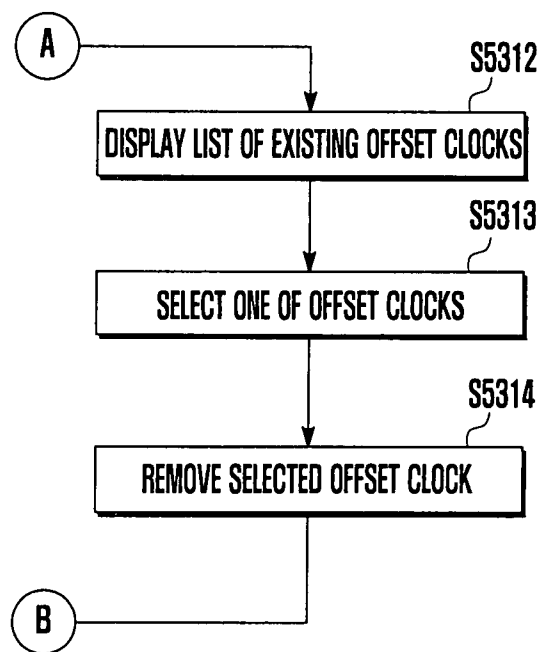 A
S5312
DISPLAY LIST OF EXISTING OFFSET CLOCKS
S5313
SELECT ONE OF OFFSET CLOCKS
S5314
REMOVE SELECTED OFFSET CLOCK
B